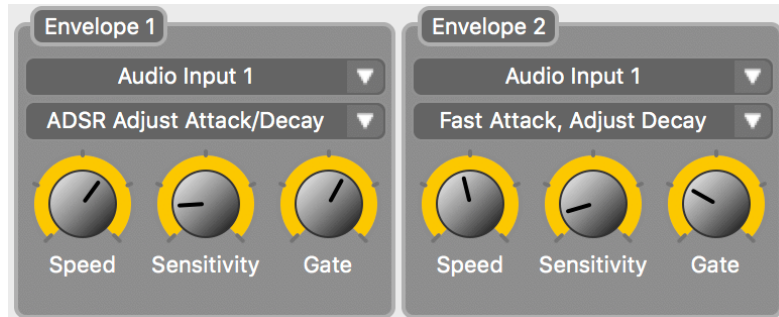 Envelope 1
Audio Input 1
ADSR Adjust Attack/Decay
Speed Sensitivity Gate
Envelope 2
Audio Input 1
Fast Attack, Adjust Decay
Speed Sensitivity Gate